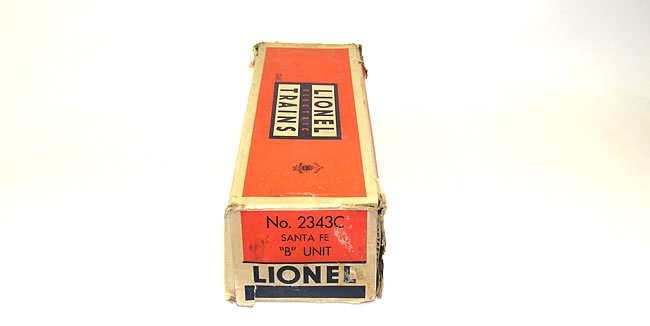 LIONEL
ELECTRIC
TRAINS
No. 2343C
SANTA FE
"B" UNIT
LIONEL